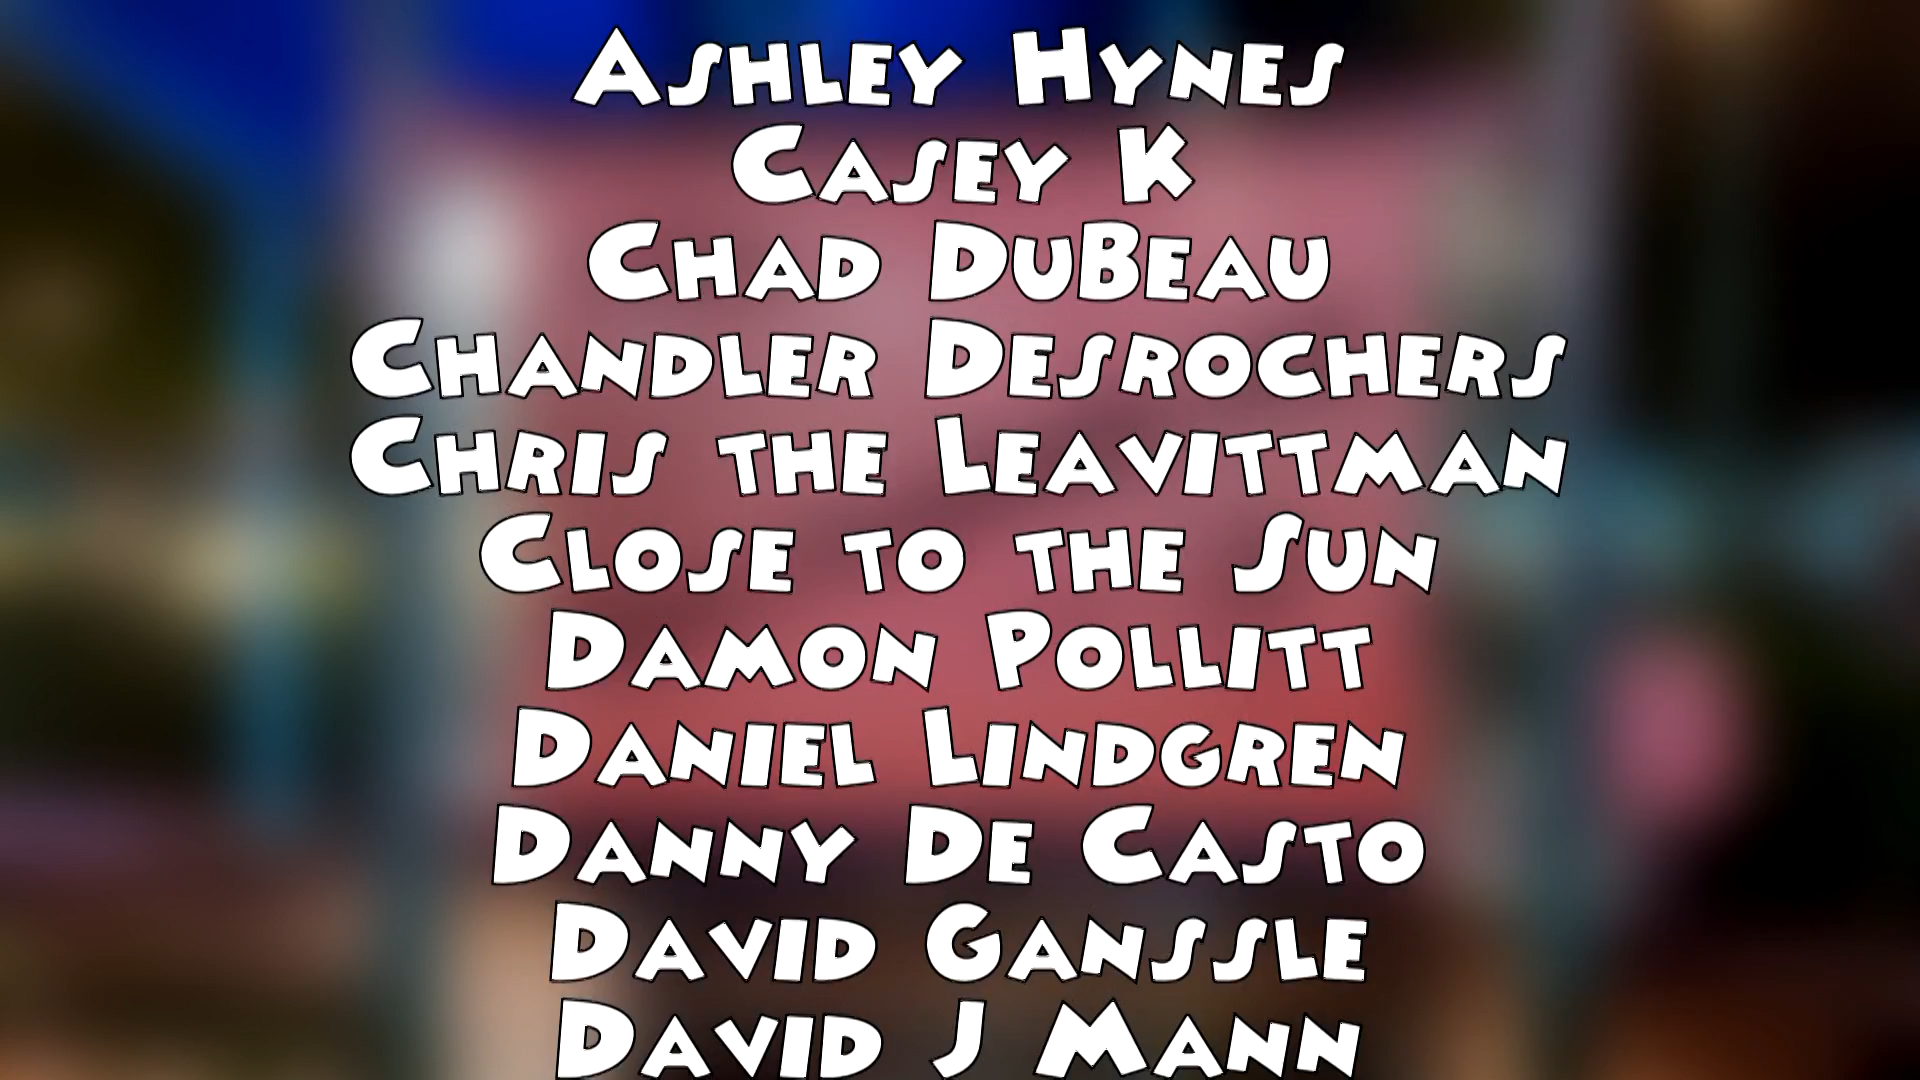 Ashley Hynes
Casey K
Chad DuBeau
Chandler Desrochers
Chris the Leavittman
Close to the Sun
Damon Pollitt
Daniel Lindgren
Danny De Casto
David Ganssle
David J Mann